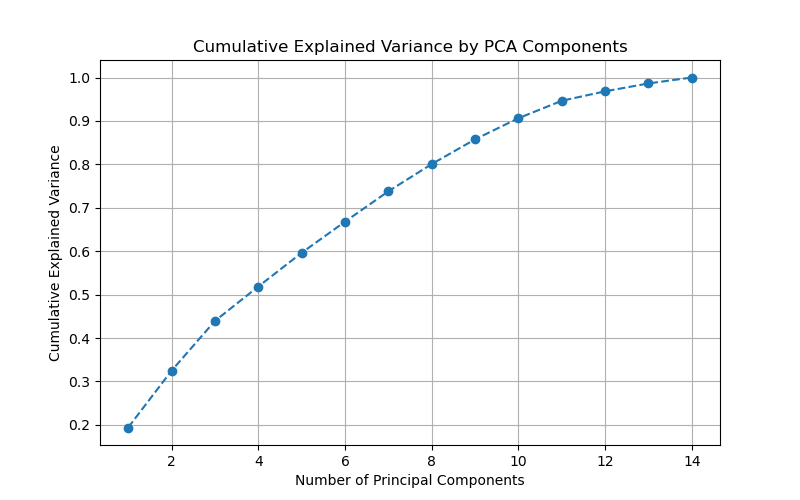 Cumulative Explained Variance by PCA Components
1.0
0.9
0.8
0.7
0.6
0.5
0.4
0.3
0.2
Cumulative Explained Variance
2 4 6 8 10 12 14
Number of Principal Components